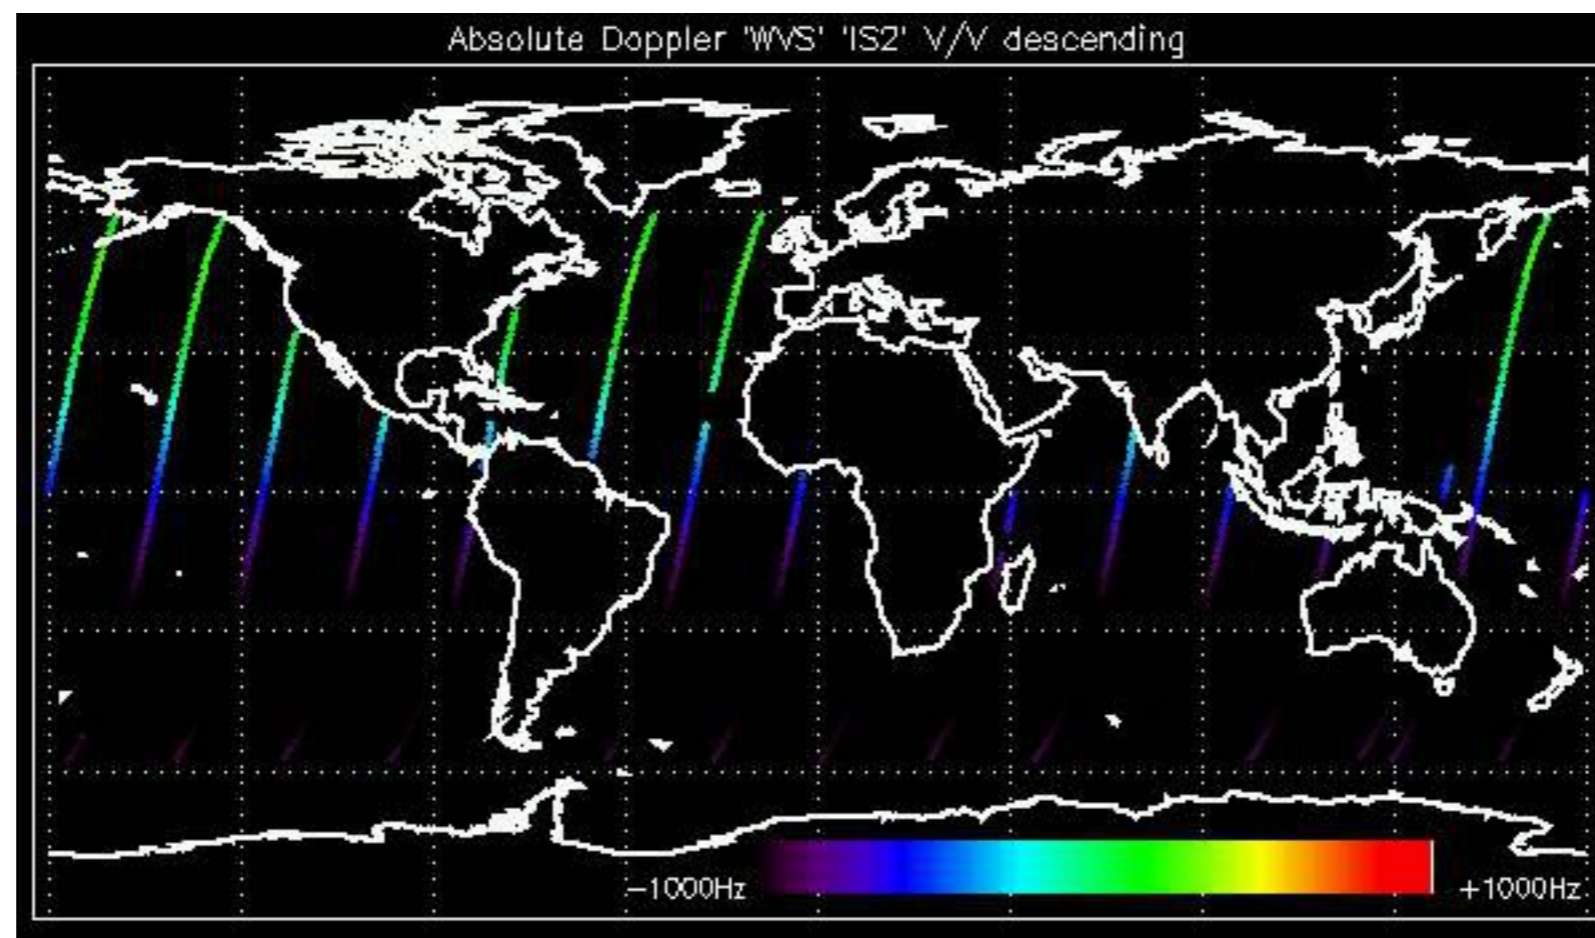 Absolute Doppler 'WVS' 'IS2' V/V descending
-1000Hz +1000Hz